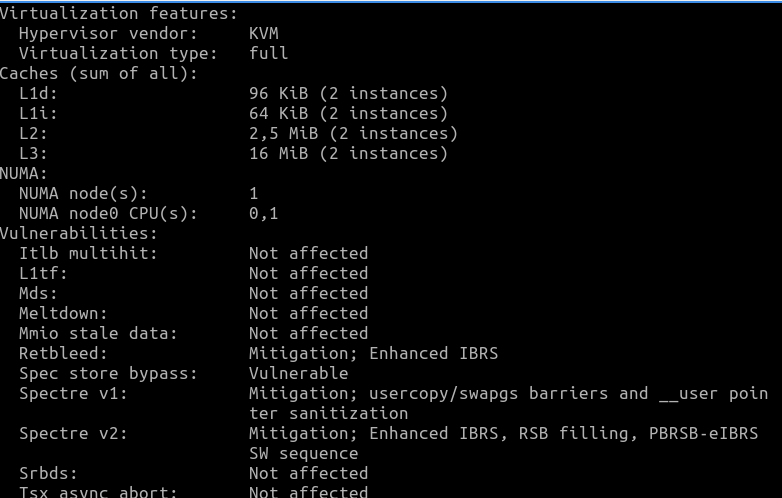 Virtualization features:
  Hypervisor vendor:     KVM
  Virtualization type:   full
Caches (sum of all):
  L1d:                   96 KiB (2 instances)
  L1i:                   64 KiB (2 instances)
  L2:                    2,5 MiB (2 instances)
  L3:                    16 MiB (2 instances)
NUMA:
  NUMA node(s):          1
  NUMA node0 CPU(s):     0,1
Vulnerabilities:
  Itlb multihit:         Not affected
  L1tf:                  Not affected
  Mds:                   Not affected
  Meltdown:              Not affected
  Mmio stale data:       Not affected
  Retbleed:              Mitigation; Enhanced IBRS
  Spec store bypass:     Vulnerable
  Spectre v1:            Mitigation; usercopy/swapgs barriers and __user poin
                         ter sanitization
  Spectre v2:            Mitigation; Enhanced IBRS, RSB filling, PBRSB-eIBRS
                         SW sequence
  Srbds:                 Not affected
  Tsx async abort:       Not affected